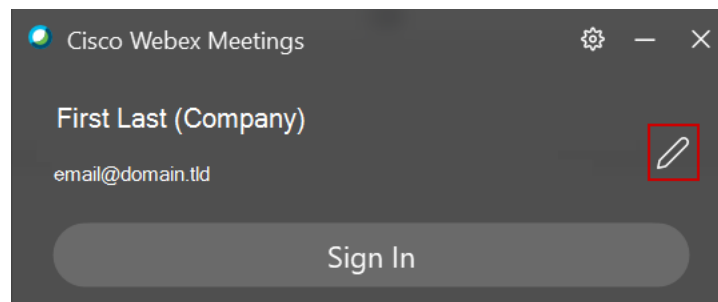 Cisco Webex Meetings
First Last (Company)
email@domain.tld
Sign In